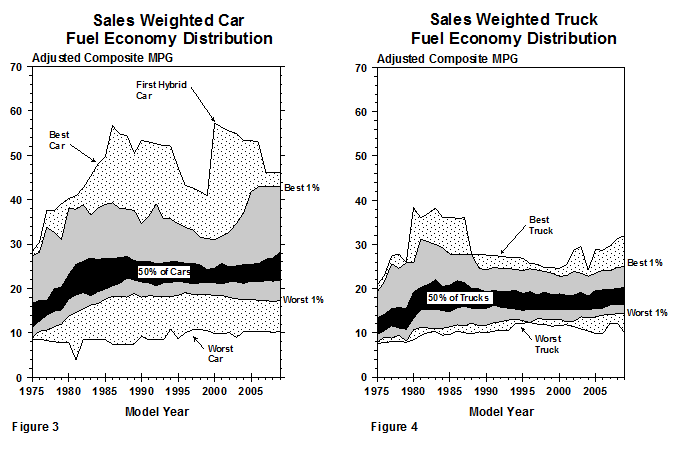 Sales Weighted Car
Fuel Economy Distribution
Adjusted Composite MPG
70
60
50
40
30
20
10
0
First Hybrid
Car
Best
Car
Best 1%
50% of Cars
Worst 1%
Worst
Car
1975 1980 1985 1990 1995 2000 2005
Model Year
Figure 3
Sales Weighted Truck
Fuel Economy Distribution
Adjusted Composite MPG
70
60
50
40
30
20
10
0
Best
Truck
Best 1%
50% of Trucks
Worst 1%
Worst
Truck
1975 1980 1985 1990 1995 2000 2005
Model Year
Figure 4